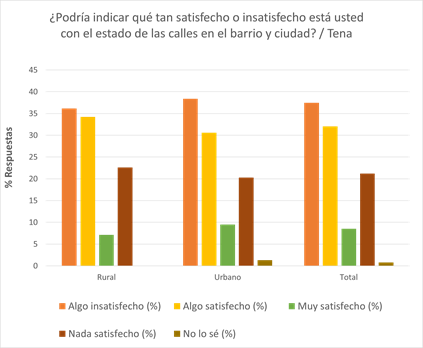 ¿Podría indicar qué tan satisfecho o insatisfecho está usted
con el estado de las calles en el barrio y ciudad? / Tena
% Respuestas
45
40
35
30
25
20
15
10
5
0
Rural
Urbano
Total
Algo insatisfecho (%)
Algo satisfecho (%)
Muy satisfecho (%)
Nada satisfecho (%)
No lo sé (%)